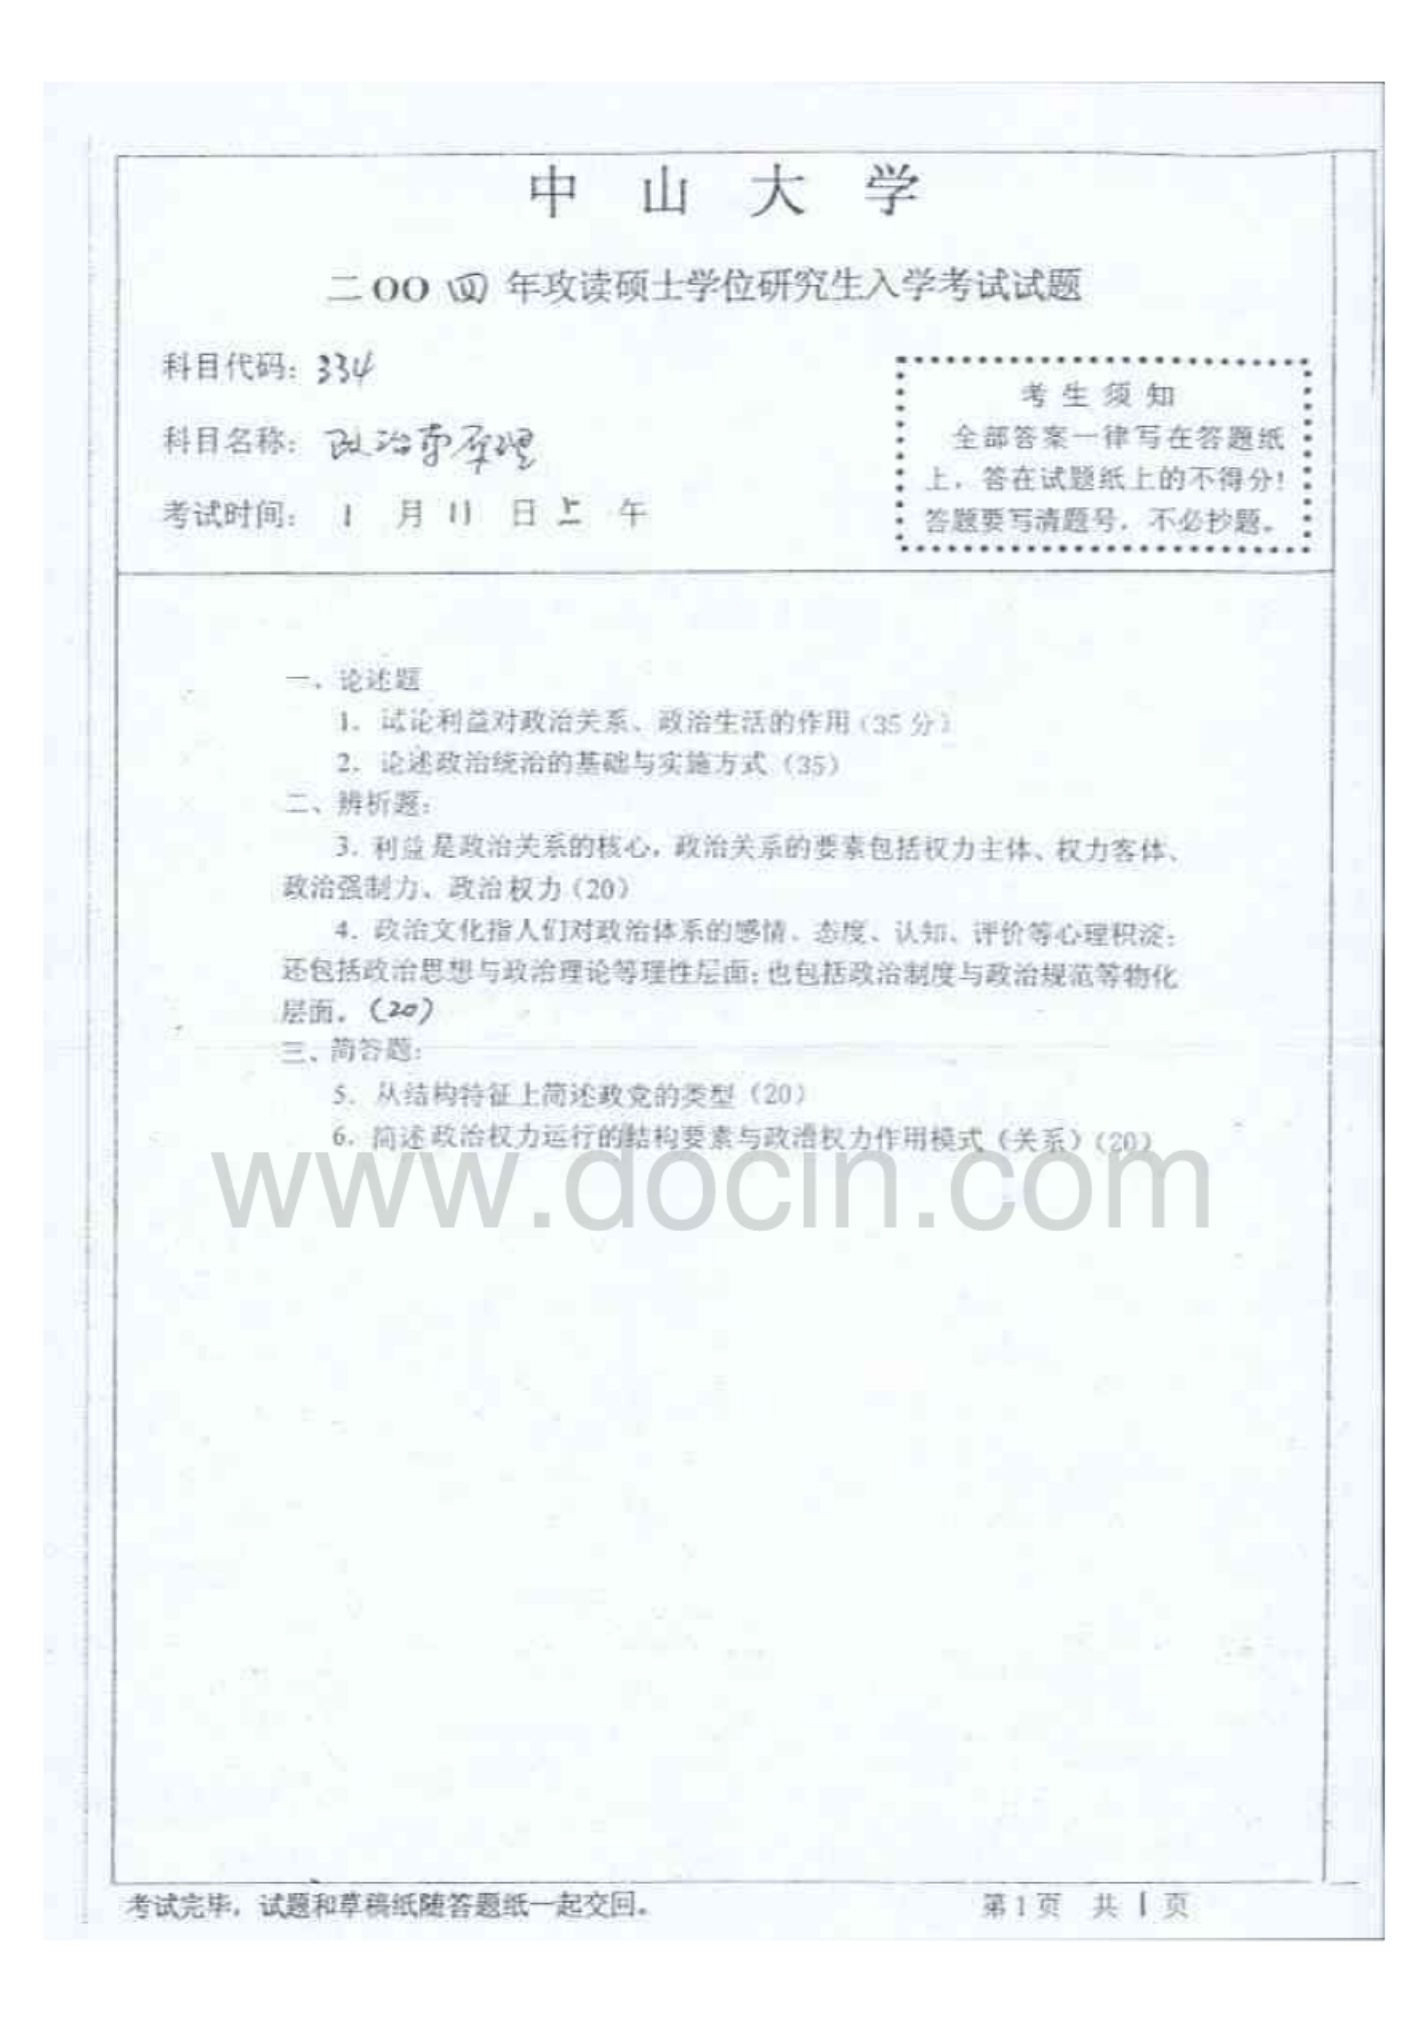 中 山 大 学
二OO四年攻读硕士学位研究生入学考试试题
科目代码：334
科目名称：政治学原理
考试时间： 1 月 11 日 上 午
考 生 须 知
全部答案一律写在答题纸
上，答在试题纸上的不得分！
答题要写清题号，不必抄题。
一、论述题
1．试论利益对政治关系、政治生活的作用（35 分）
2．论述政治统治的基础与实施方式（35）
二、辨析题：
3．利益是政治关系的核心，政治关系的要素包括权力主体、权力客体、
政治强制力、政治权力（20）
4．政治文化指人们对政治体系的感情、态度、认知、评价等心理积淀；
还包括政治思想与政治理论等理性层面；也包括政治制度与政治规范等物化
层面。（20）
三、简答题：
5．从结构特征上简述政党的类型（20）
6．简述政治权力运行的结构要素与政治权力作用模式（关系）（20）
www.docin.com
考试完毕，试题和草稿纸随答题纸一起交回。
第 1 页 共 1 页